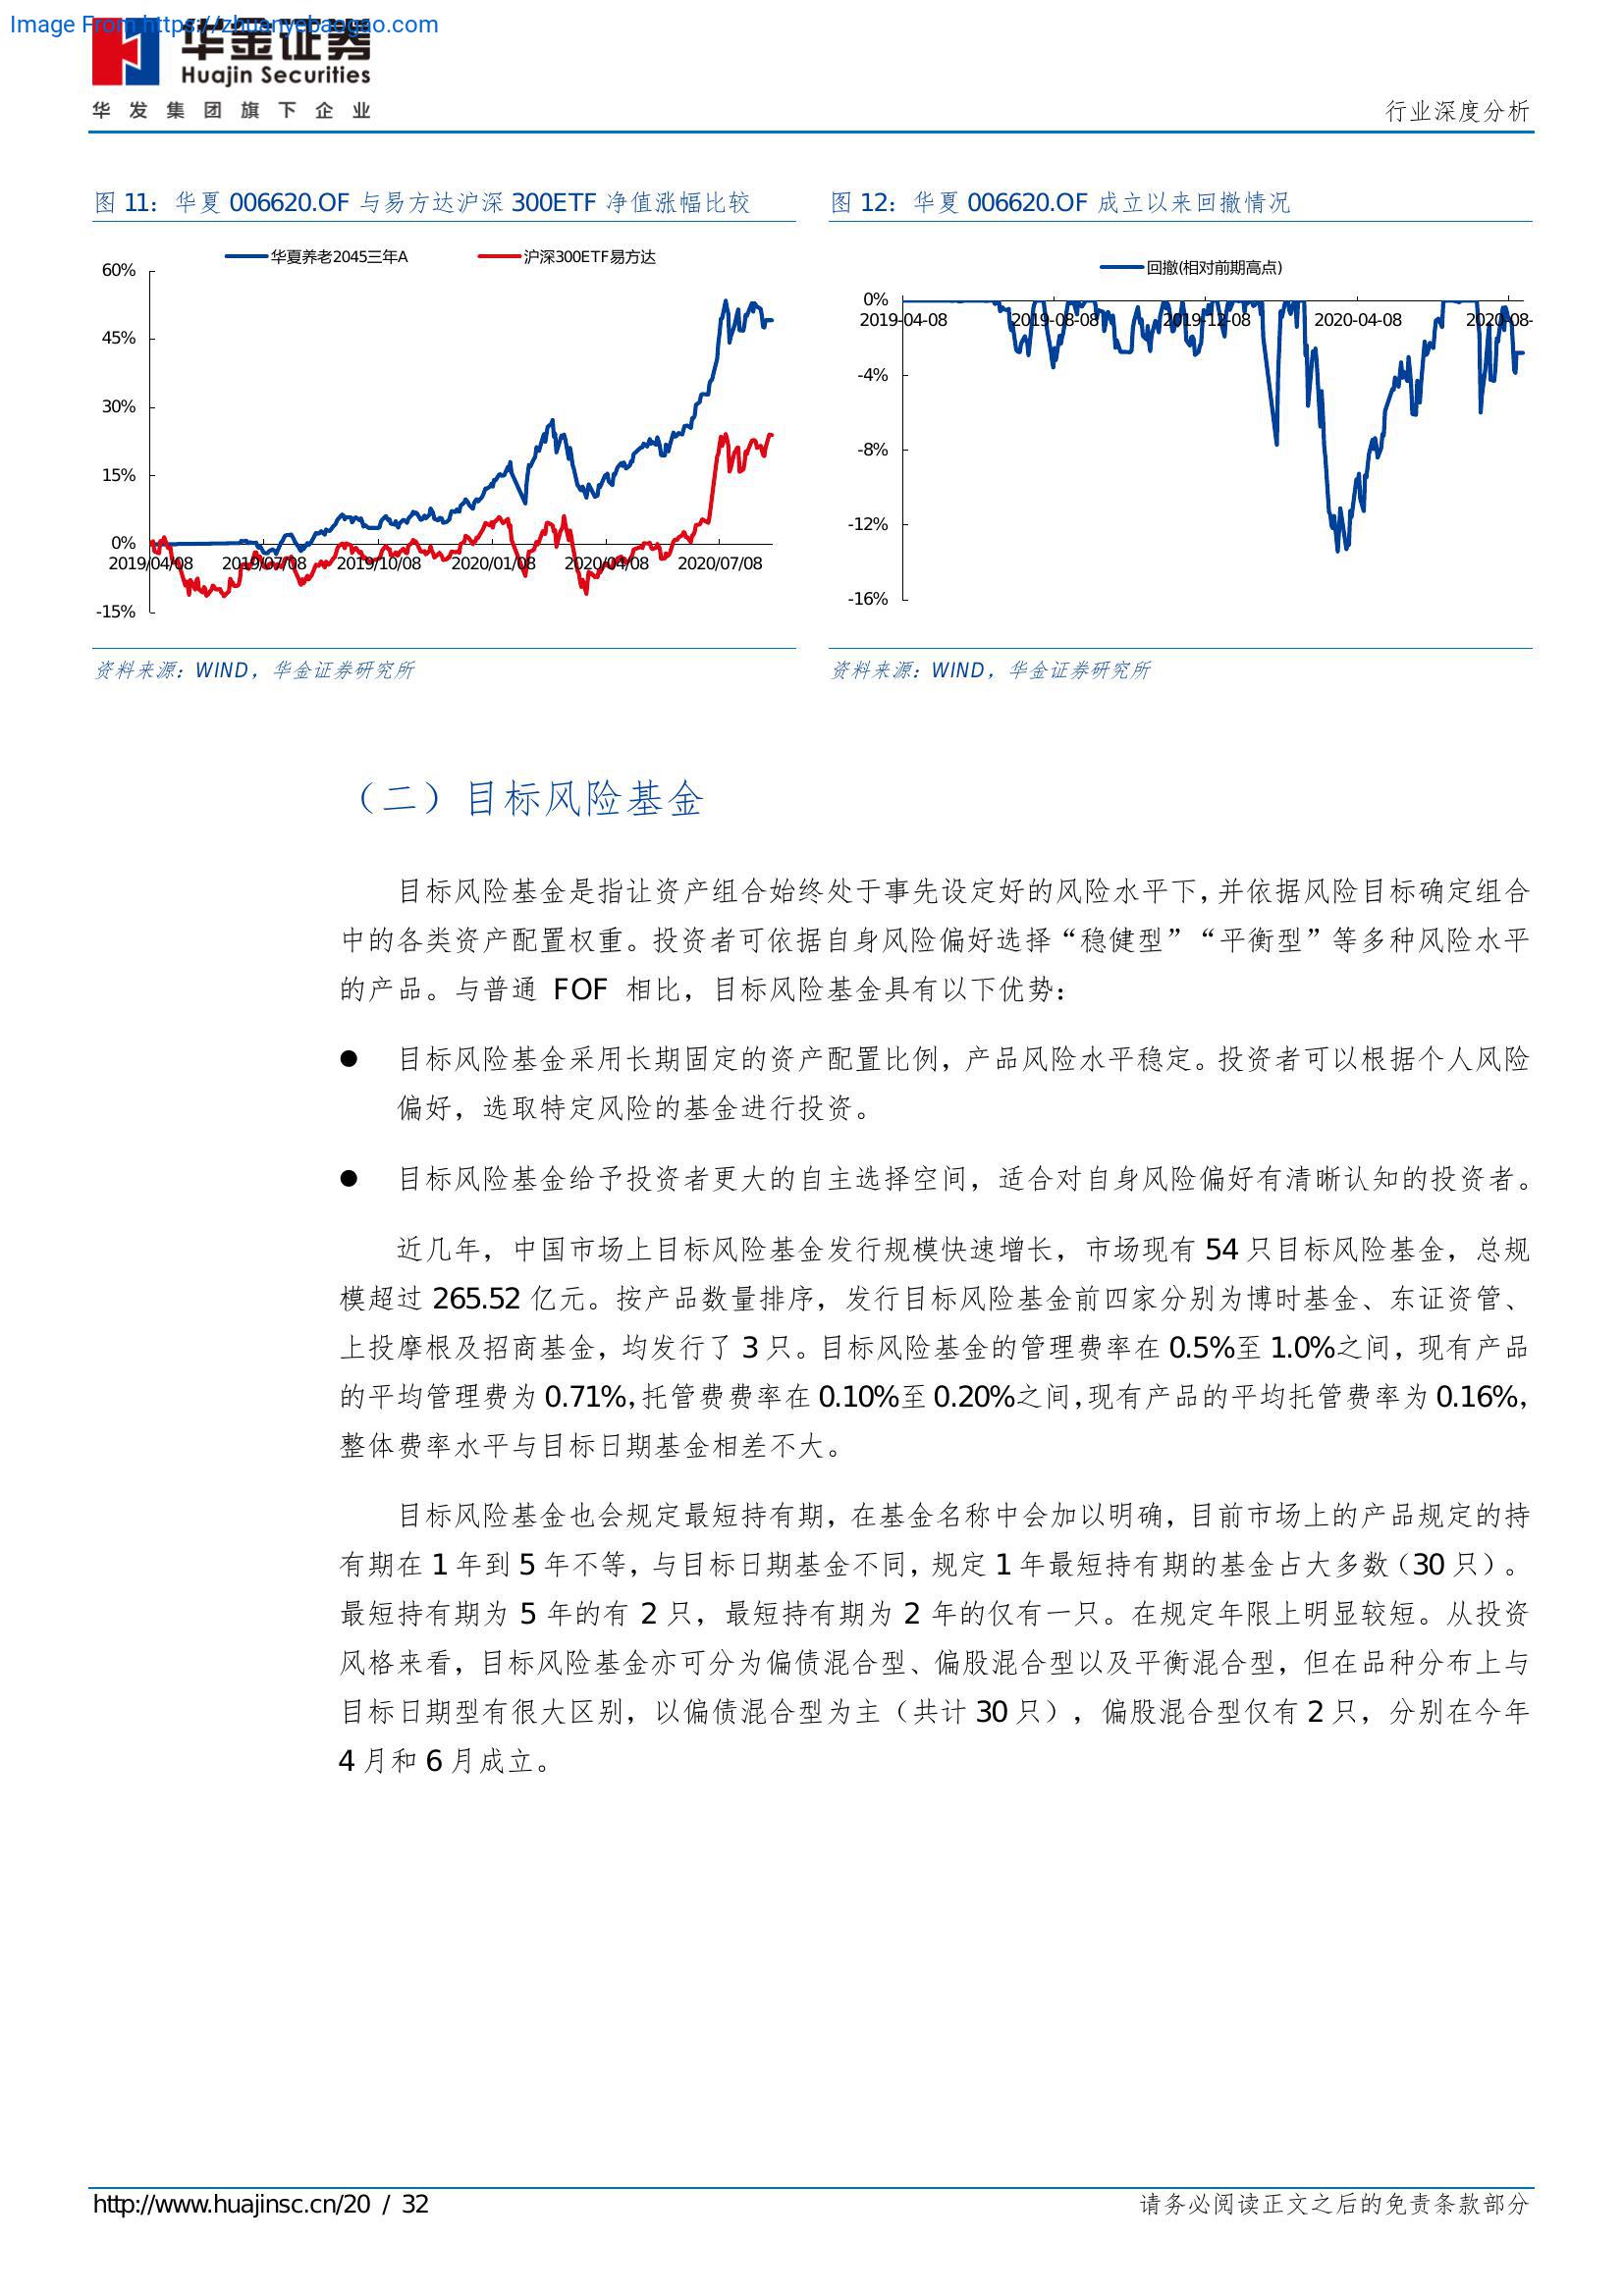 Image From https://zhuanyebaogao.com
华金证券
Huajin Securities
华发集团旗下企业
行业深度分析
图 11：华夏 006620.OF 与易方达沪深 300ETF 净值涨幅比较
图 12：华夏 006620.OF 成立以来回撤情况
华夏养老2045三年A
沪深300ETF易方达
60%
45%
30%
15%
0%
-15%
2019/04/08
2019/07/08
2019/10/08
2020/01/08
2020/04/08
2020/07/08
回撤(相对前期高点)
0%
-4%
-8%
-12%
-16%
2019-04-08
2019-08-08
2019-12-08
2020-04-08
2020-08-
资料来源：WIND，华金证券研究所
资料来源：WIND，华金证券研究所
（二）目标风险基金
目标风险基金是指让资产组合始终处于事先设定好的风险水平下，并依据风险目标确定组合
中的各类资产配置权重。投资者可依据自身风险偏好选择“稳健型”“平衡型”等多种风险水平
的产品。与普通 FOF 相比，目标风险基金具有以下优势：
● 目标风险基金采用长期固定的资产配置比例，产品风险水平稳定。投资者可以根据个人风险
偏好，选取特定风险的基金进行投资。
● 目标风险基金给予投资者更大的自主选择空间，适合对自身风险偏好有清晰认知的投资者。
近几年，中国市场上目标风险基金发行规模快速增长，市场现有 54 只目标风险基金，总规
模超过 265.52 亿元。按产品数量排序，发行目标风险基金前四家分别为博时基金、东证资管、
上投摩根及招商基金，均发行了 3 只。目标风险基金的管理费率在 0.5%至 1.0%之间，现有产品
的平均管理费为 0.71%，托管费费率在 0.10%至 0.20%之间，现有产品的平均托管费率为 0.16%，
整体费率水平与目标日期基金相差不大。
目标风险基金也会规定最短持有期，在基金名称中会加以明确，目前市场上的产品规定的持
有期在 1 年到 5 年不等，与目标日期基金不同，规定 1 年最短持有期的基金占大多数（30 只）。
最短持有期为 5 年的有 2 只，最短持有期为 2 年的仅有一只。在规定年限上明显较短。从投资
风格来看，目标风险基金亦可分为偏债混合型、偏股混合型以及平衡混合型，但在品种分布上与
目标日期型有很大区别，以偏债混合型为主（共计 30 只），偏股混合型仅有 2 只，分别在今年
4 月和 6 月成立。
http://www.huajinsc.cn/20 / 32
请务必阅读正文之后的免责条款部分